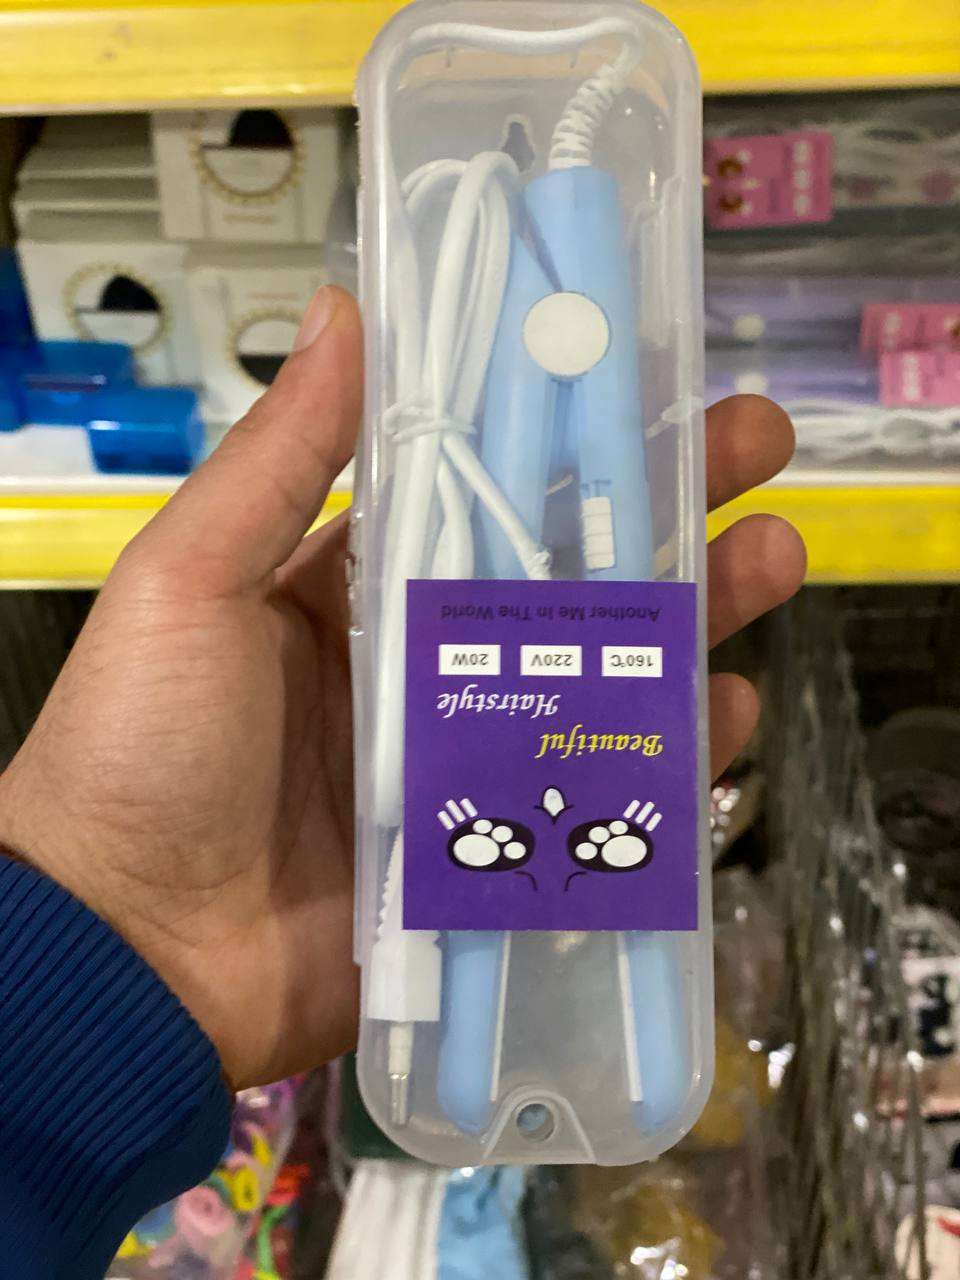 Beautiful
Hairstyle
160℃ 220V 20W
Another Me In The World